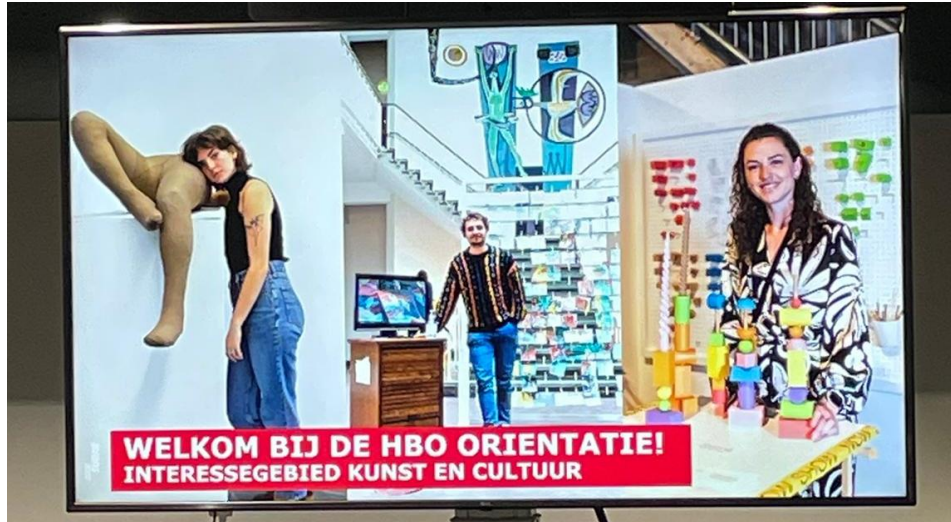 WELKOM BIJ DE HBO ORIENTATIE!
INTERESSEGEBIED KUNST EN CULTUUR